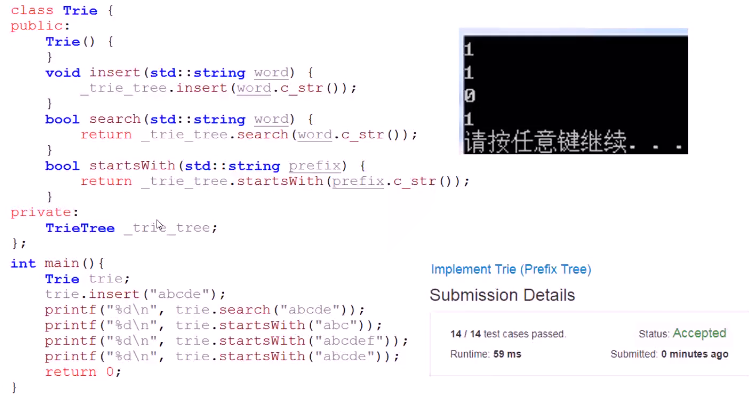 class Trie {
public:
    Trie() {
    }
    void insert(std::string word) {
        _trie_tree.insert(word.c_str());
    }
    bool search(std::string word) {
        return _trie_tree.search(word.c_str());
    }
    bool startsWith(std::string prefix) {
        return _trie_tree.startsWith(prefix.c_str());
    }
private:
    TrieTree _trie_tree;
};
int main(){
    Trie trie;
    trie.insert("abcde");
    printf("%d\n", trie.search("abcde"));
    printf("%d\n", trie.startsWith("abc"));
    printf("%d\n", trie.startsWith("abcdef"));
    printf("%d\n", trie.startsWith("abcde"));
    return 0;
}
1
1
0
1
请按任意键继续. . .
Implement Trie (Prefix Tree)
Submission Details
14 / 14 test cases passed. Status: Accepted
Runtime: 59 ms Submitted: 0 minutes ago